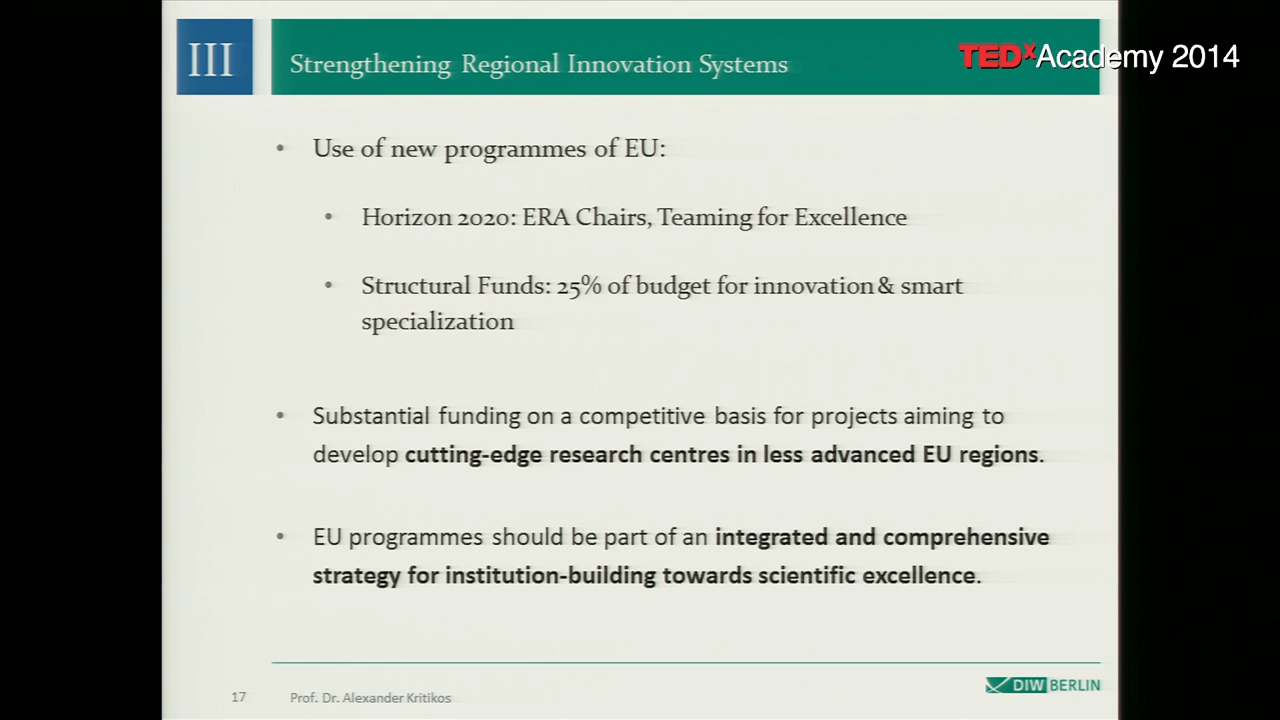 III
Strengthening Regional Innovation Systems
TEDxAcademy 2014
• Use of new programmes of EU:
• Horizon 2020: ERA Chairs, Teaming for Excellence
• Structural Funds: 25% of budget for innovation & smart
specialization
• Substantial funding on a competitive basis for projects aiming to
develop cutting-edge research centres in less advanced EU regions.
• EU programmes should be part of an integrated and comprehensive
strategy for institution-building towards scientific excellence.
17 Prof. Dr. Alexander Kritikos
DIW BERLIN